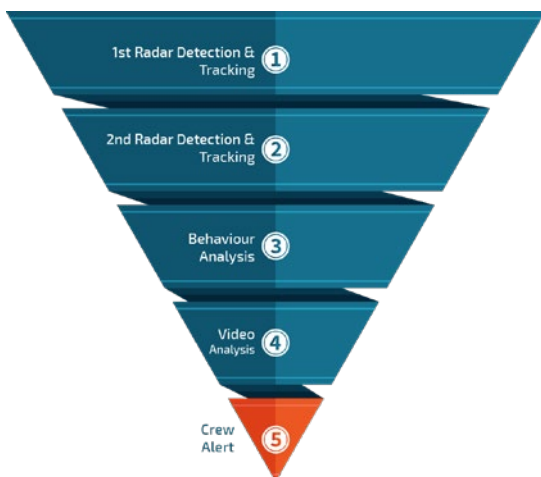 1st Radar Detection &
Tracking
1
2nd Radar Detection &
Tracking
2
Behaviour
Analysis
3
Video
Analysis
4
Crew
Alert
5